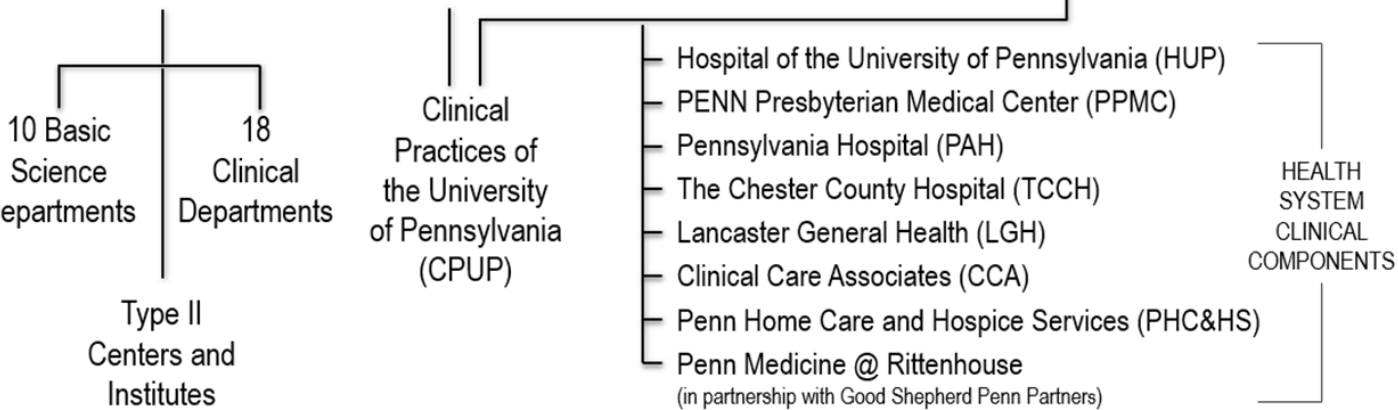 10 Basic
Science
epartments
18
Clinical
Departments
Type II
Centers and
Institutes
Clinical
Practices of
the University
of Pennsylvania
(CPUP)
Hospital of the University of Pennsylvania (HUP)
PENN Presbyterian Medical Center (PPMC)
Pennsylvania Hospital (PAH)
The Chester County Hospital (TCCH)
Lancaster General Health (LGH)
Clinical Care Associates (CCA)
Penn Home Care and Hospice Services (PHC&HS)
Penn Medicine @ Rittenhouse
(in partnership with Good Shepherd Penn Partners)
HEALTH
SYSTEM
CLINICAL
COMPONENTS